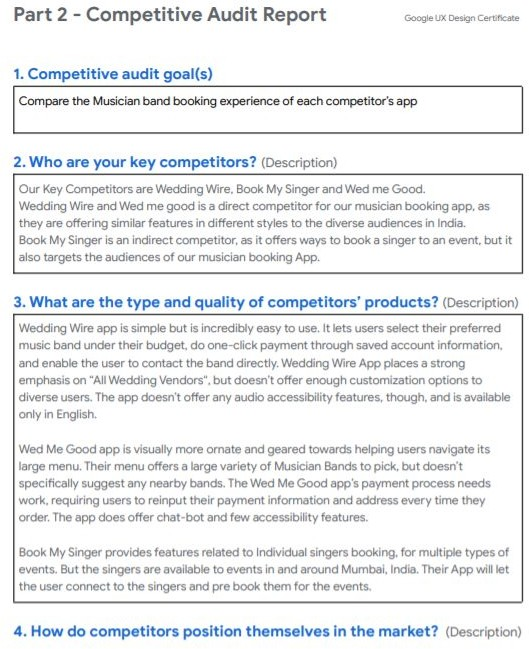 Part 2 - Competitive Audit Report
Google UX Design Certificate
1. Competitive audit goal(s)
Compare the Musician band booking experience of each competitor's app
2. Who are your key competitors? (Description)
Our Key Competitors are Wedding Wire, Book My Singer and Wed me Good.
Wedding Wire and Wed me good is a direct competitor for our musician booking app, as
they are offering similar features in different styles to the diverse audiences in India.
Book My Singer is an indirect competitor, as it offers ways to book a singer to an event, but it
also targets the audiences of our musician booking App.
3. What are the type and quality of competitors' products? (Description)
Wedding Wire app is simple but is incredibly easy to use. It lets users select their preferred
music band under their budget, do one-click payment through saved account information,
and enable the user to contact the band directly. Wedding Wire App places a strong
emphasis on "All Wedding Vendors", but doesn't offer enough customization options to
diverse users. The app doesn't offer any audio accessibility features, though, and is available
only in English.
Wed Me Good app is visually more ornate and geared towards helping users navigate its
large menu. Their menu offers a large variety of Musician Bands to pick, but doesn't
specifically suggest any nearby bands. The Wed Me Good app's payment process needs
work, requiring users to reinput their payment information and address every time they
order. The app does offer chat-bot and few accessibility features.
Book My Singer provides features related to Individual singers booking, for multiple types of
events. But the singers are available to events in and around Mumbai, India. Their App will let
the user connect to the singers and pre book them for the events.
4. How do competitors position themselves in the market? (Description)